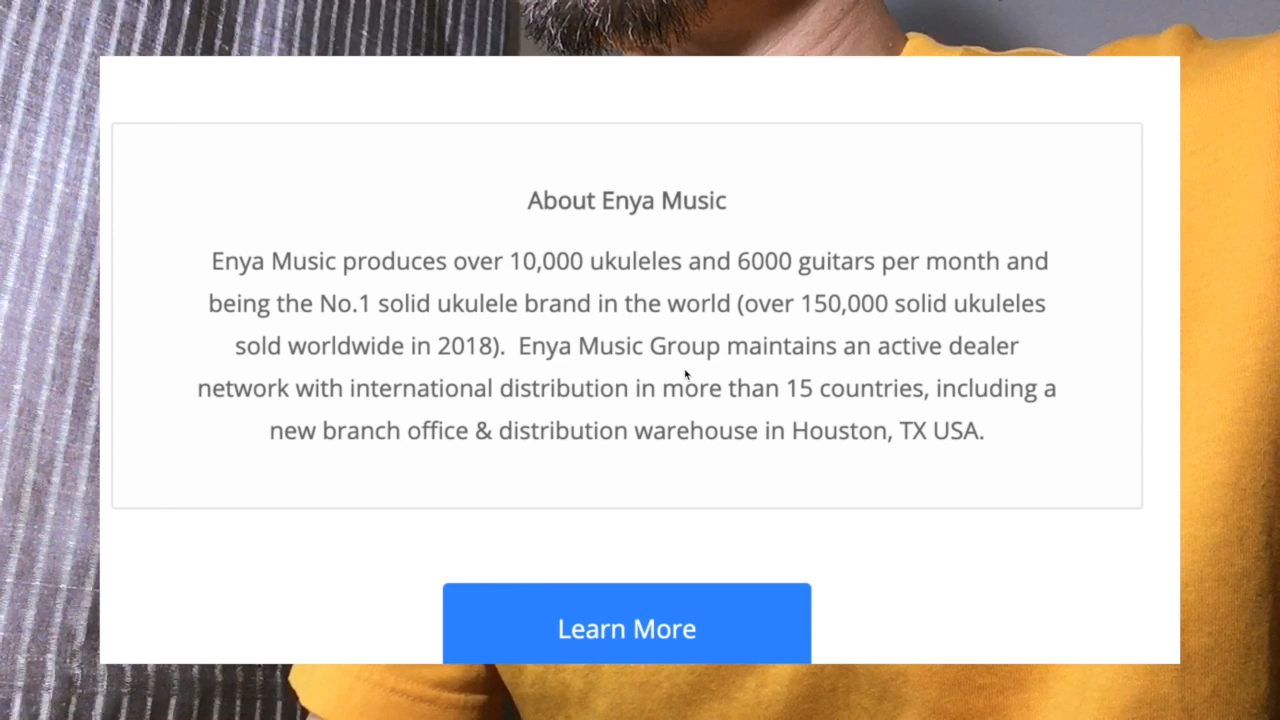 About Enya Music
Enya Music produces over 10,000 ukuleles and 6000 guitars per month and
being the No.1 solid ukulele brand in the world (over 150,000 solid ukuleles
sold worldwide in 2018).  Enya Music Group maintains an active dealer
network with international distribution in more than 15 countries, including a
new branch office & distribution warehouse in Houston, TX USA.
Learn More